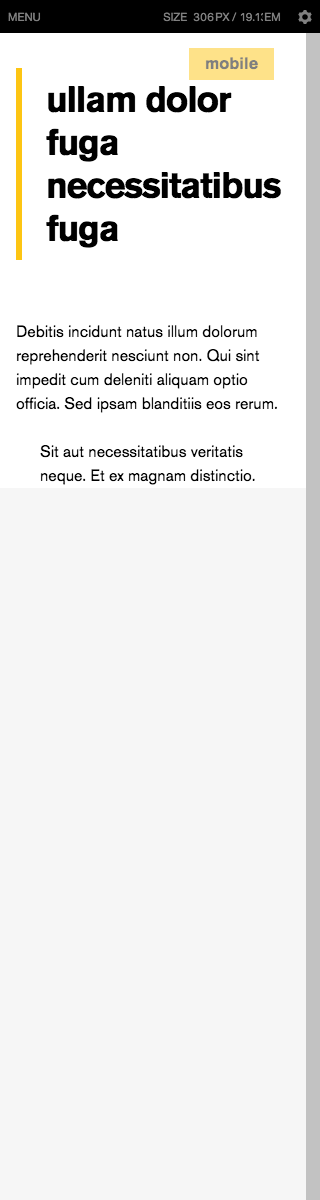 MENU
SIZE 306PX / EM
mobile
ullam dolor
fuga
necessitatibus
fuga
Debitis incidunt natus illum dolorum
reprehenderit nesciunt non. Qui sint
impedit cum deleniti aliquam optio
officia. Sed ipsam blanditiis eos rerum.
Sit aut necessitatibus veritatis
neque. Et ex magnam distinctio.